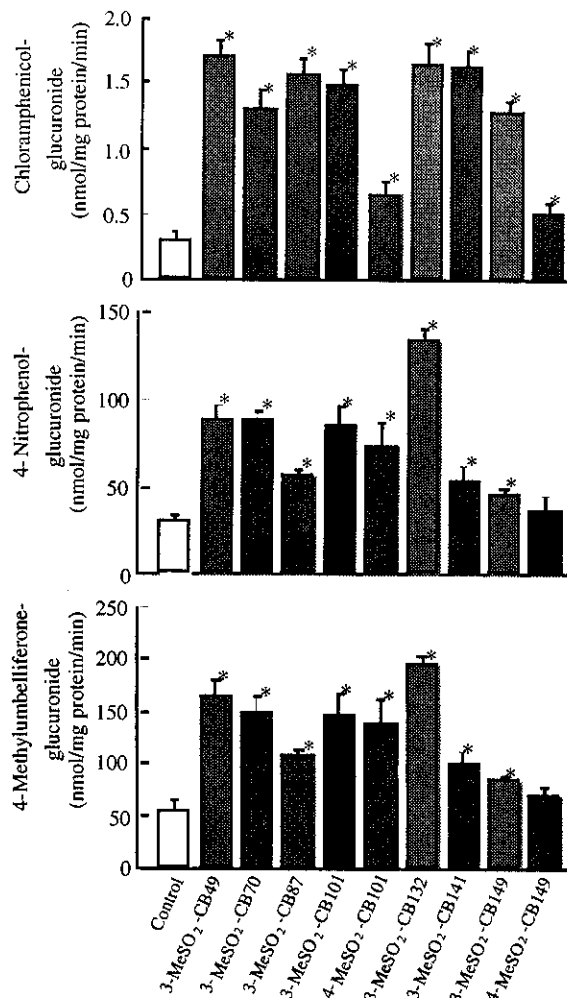 Chloramphenicol-
glucuronide
(nmol/mg protein/min)
2.0
1.5
1.0
0.5
0
* * * * * * * * *
4- Nitrophenol-
glucuronide
(nmol/mg protein/min)
150
100
50
0
* * * * * * * *
4-Methylumbelliferone-
glucuronide
(nmol/mg protein/min)
250
200
150
100
50
0
* * * * * * * *
Control
3-MeSO₂-CB49
3-MeSO₂-CB70
3-MeSO₂-CB87
3-MeSO₂-CB101
4-MeSO₂-CB101
3-MeSO₂-CB132
3-MeSO₂-CB141
3-MeSO₂-CB149
4-MeSO₂-CB149